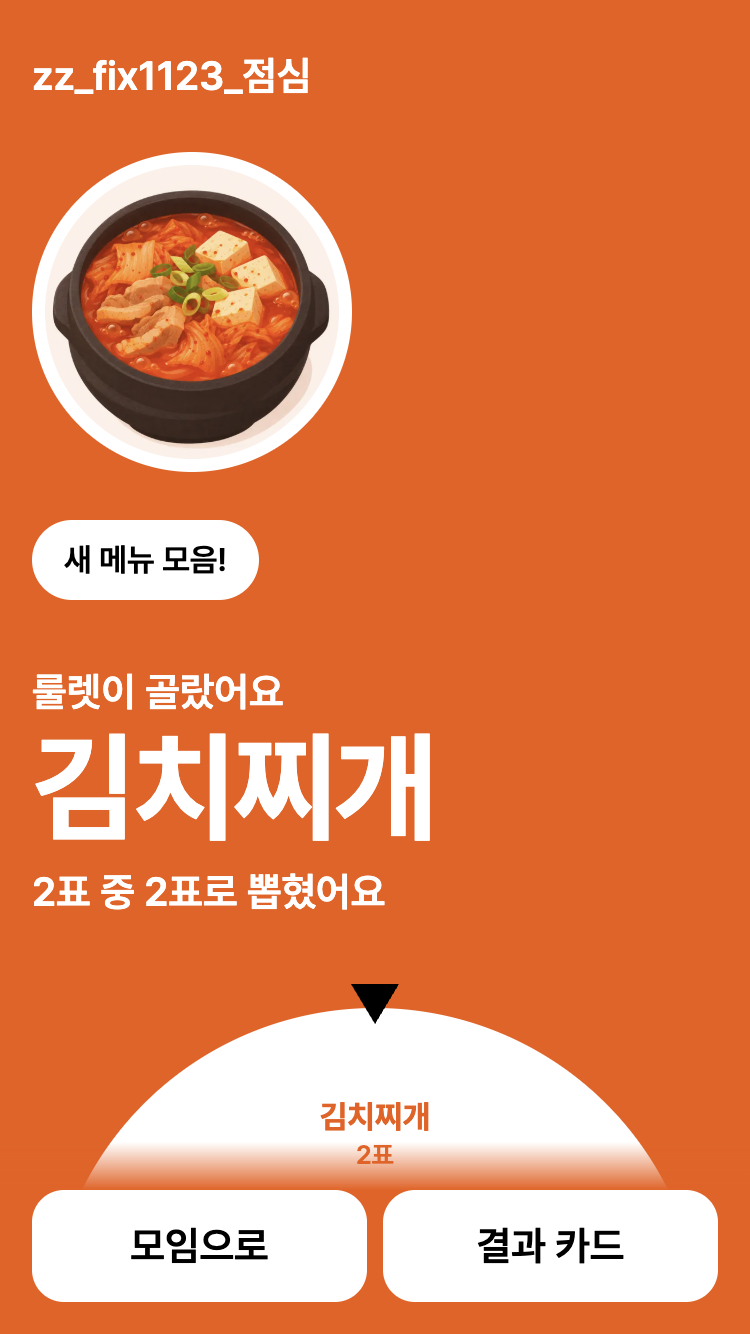 zz_fix1123_점심
새 메뉴 모음!
룰렛이 골랐어요
김치찌개
2표 중 2표로 뽑혔어요
김치찌개
2표
모임으로
결과 카드